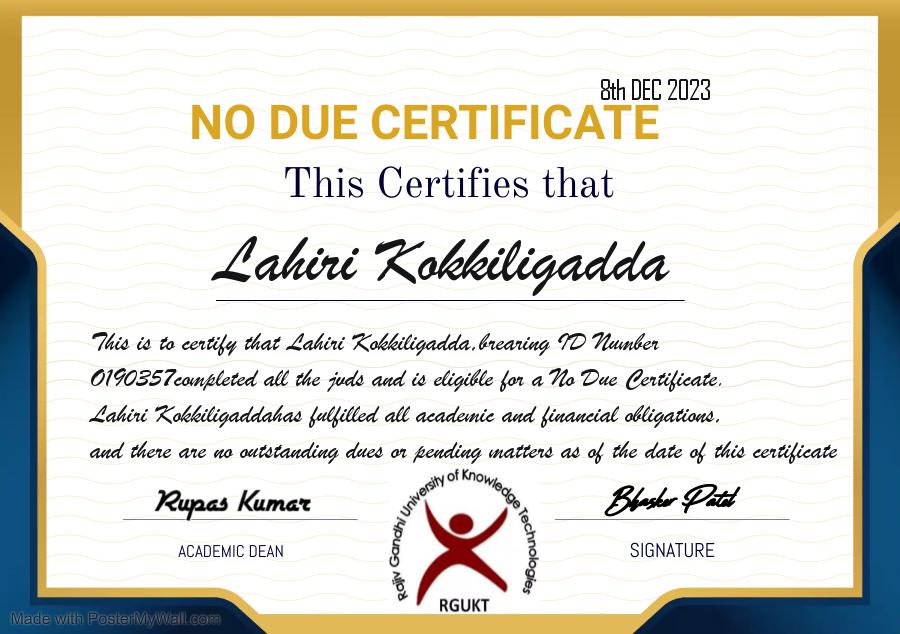 8th DEC 2023
NO DUE CERTIFICATE
This Certifies that
Lahiri Kokkiligadda
This is to certify that Lahiri Kokkiligadda,brearing ID Number
O190357completed all the jvds and is eligible for a No Due Certificate.
Lahiri Kokkiligaddahas fulfilled all academic and financial obligations,
and there are no outstanding dues or pending matters as of the date of this certificate
Rupas Kumar
Bhasker Patel
ACADEMIC DEAN
SIGNATURE
Rajiv Gandhi University of Knowledge Technologies
RGUKT
Made with PosterMyWall.com